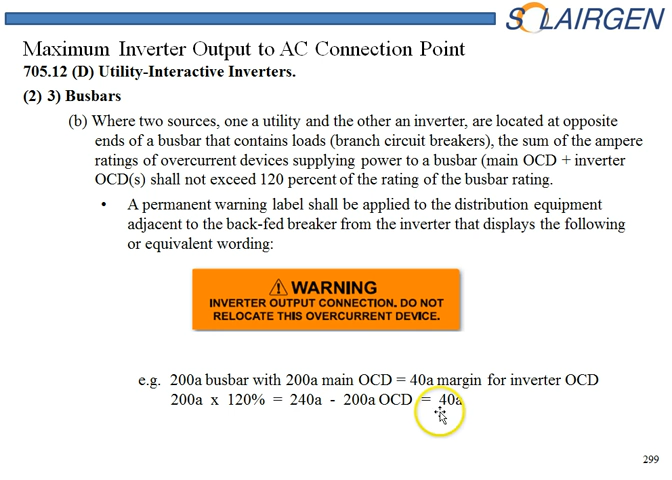 SOLAIRGEN
Maximum Inverter Output to AC Connection Point
705.12 (D) Utility-Interactive Inverters.
(2) 3) Busbars
(b) Where two sources, one a utility and the other an inverter, are located at opposite
ends of a busbar that contains loads (branch circuit breakers), the sum of the ampere
ratings of overcurrent devices supplying power to a busbar (main OCD + inverter
OCD(s) shall not exceed 120 percent of the rating of the busbar rating.
• A permanent warning label shall be applied to the distribution equipment
adjacent to the back-fed breaker from the inverter that displays the following
or equivalent wording:
WARNING
INVERTER OUTPUT CONNECTION. DO NOT
RELOCATE THIS OVERCURRENT DEVICE.
e.g. 200a busbar with 200a main OCD = 40a margin for inverter OCD
200a x 120% = 240a - 200a OCD = 40a
299